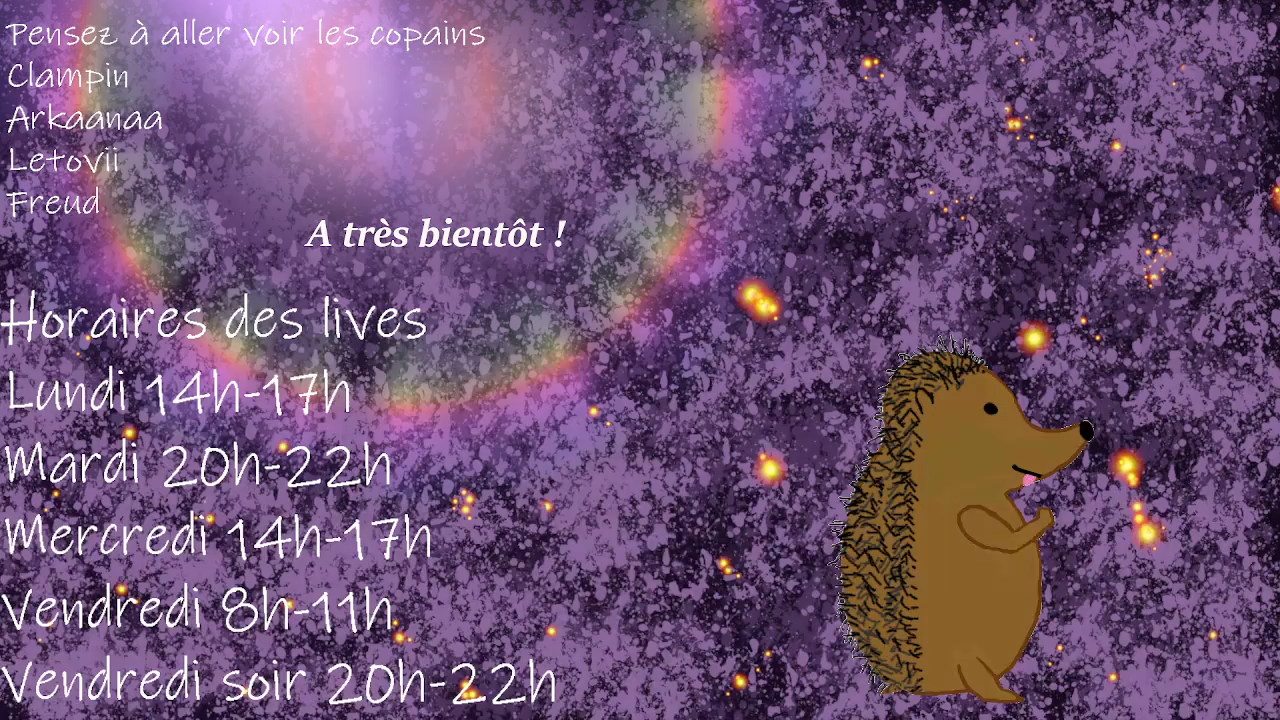 Pensez à aller voir les copains
Clampin
Arkaanaa
Letovii
Freud
A très bientôt !
Horaires des lives
Lundi 14h-17h
Mardi 20h-22h
Mercredi 14h-17h
Vendredi 8h-11h
Vendredi soir 20h-22h